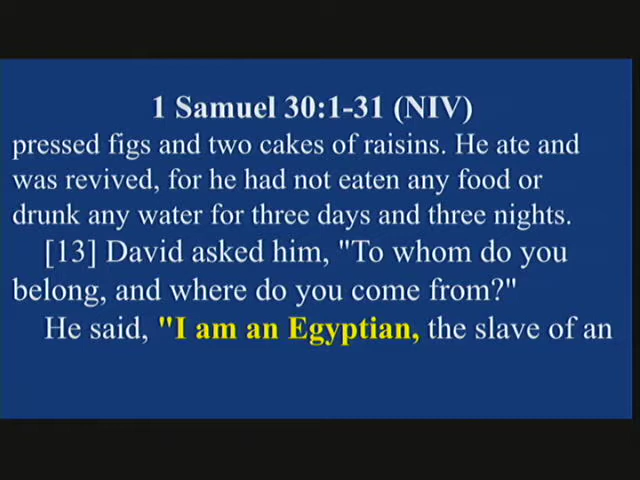 1 Samuel 30:1-31 (NIV)
pressed figs and two cakes of raisins. He ate and
was revived, for he had not eaten any food or
drunk any water for three days and three nights.
[13] David asked him, "To whom do you
belong, and where do you come from?"
He said, "I am an Egyptian, the slave of an